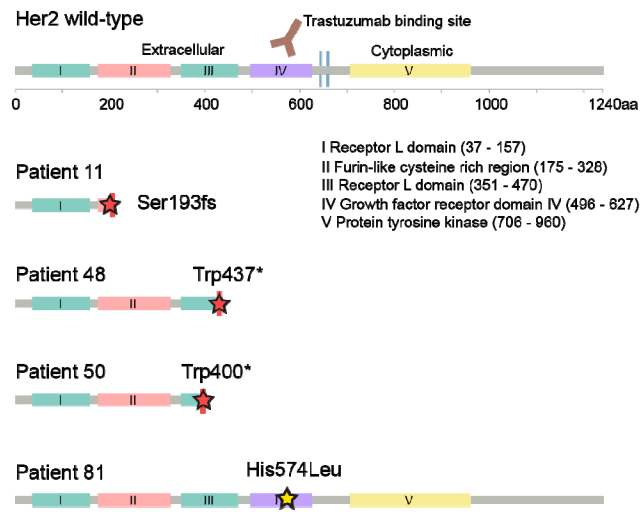 Her2 wild-type
Trastuzumab binding site
Extracellular
Cytoplasmic
I II III IV V
0 200 400 600 800 1000 1240aa
I Receptor L domain (37 - 157)
II Furin-like cysteine rich region (175 - 328)
III Receptor L domain (351 - 470)
IV Growth factor receptor domain IV (496 - 627)
V Protein tyrosine kinase (706 - 960)
Patient 11
I
Ser193fs
Patient 48
Trp437*
I II
Patient 50
Trp400*
I II
Patient 81
His574Leu
I II III V